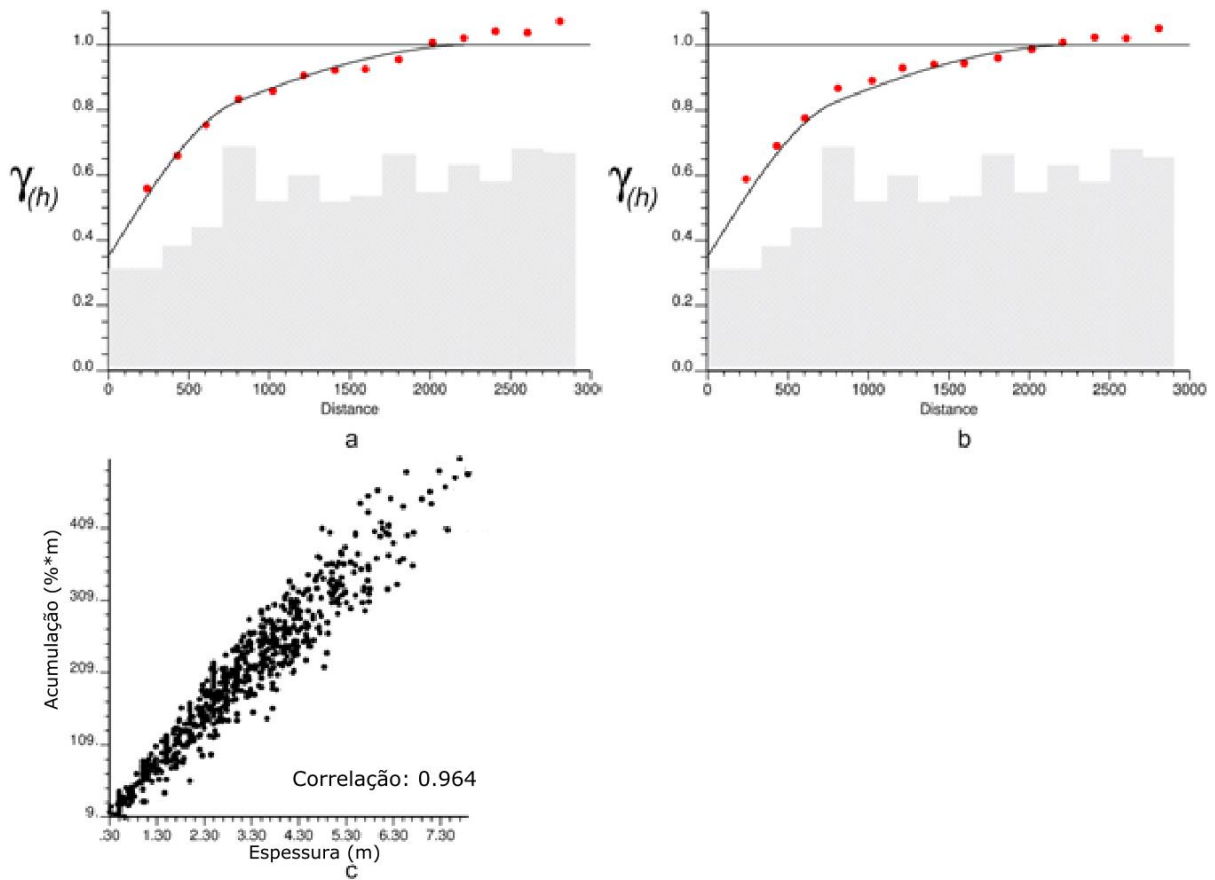 1.0
0.8
0.6
0.4
0.2
0.0
γ(h)
0 500 1000 1500 2000 2500 3000
Distance
a
1.0
0.8
0.6
0.4
0.2
0.0
γ(h)
0 500 1000 1500 2000 2500 3000
Distance
b
409.
309.
209.
109.
9.
Acumulação (%*m)
Correlação: 0.964
.30 1.30 2.30 3.30 4.30 5.30 6.30 7.30
Espessura (m)
c